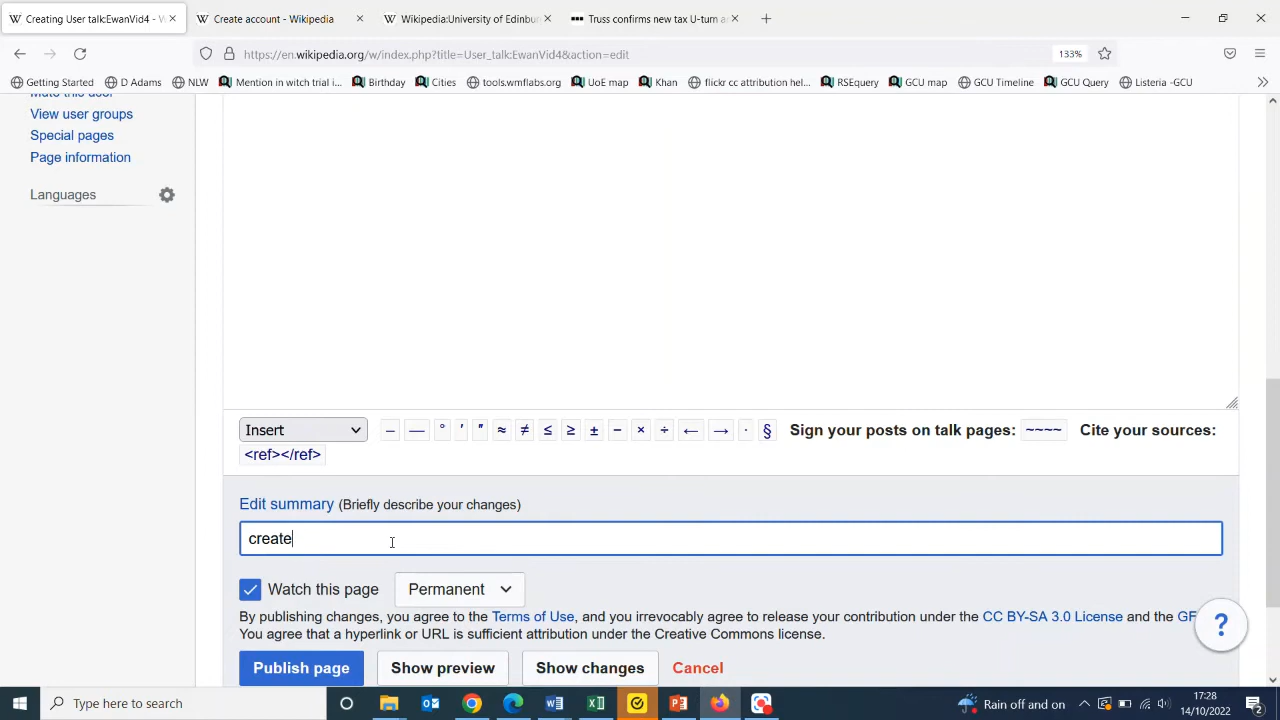 Creating User talk:EwanVid4 - W
Create account - Wikipedia
Wikipedia:University of Edinbur
Truss confirms new tax U-turn as
https://en.wikipedia.org/w/index.php?title=User_talk:EwanVid4&action=edit
133%
Getting Started
D Adams
NLW
Mention in witch trial i...
Birthday
Cities
tools.wmflabs.org
UoE map
Khan
flickr cc attribution hel...
RSEquery
GCU map
GCU Timeline
GCU Query
Listeria -GCU
Mute this user
View user groups
Special pages
Page information
Languages
Insert
– — ° ′ ″ ≈ ≠ ≤ ≥ ± − × ÷ ← → · §
Sign your posts on talk pages: ~~~~ Cite your sources:
<ref></ref>
Edit summary (Briefly describe your changes)
create
Watch this page
Permanent
By publishing changes, you agree to the Terms of Use, and you irrevocably agree to release your contribution under the CC BY-SA 3.0 License and the GF
You agree that a hyperlink or URL is sufficient attribution under the Creative Commons license.
?
Publish page
Show preview
Show changes
Cancel
Type here to search
Rain off and on
17:28
14/10/2022
2